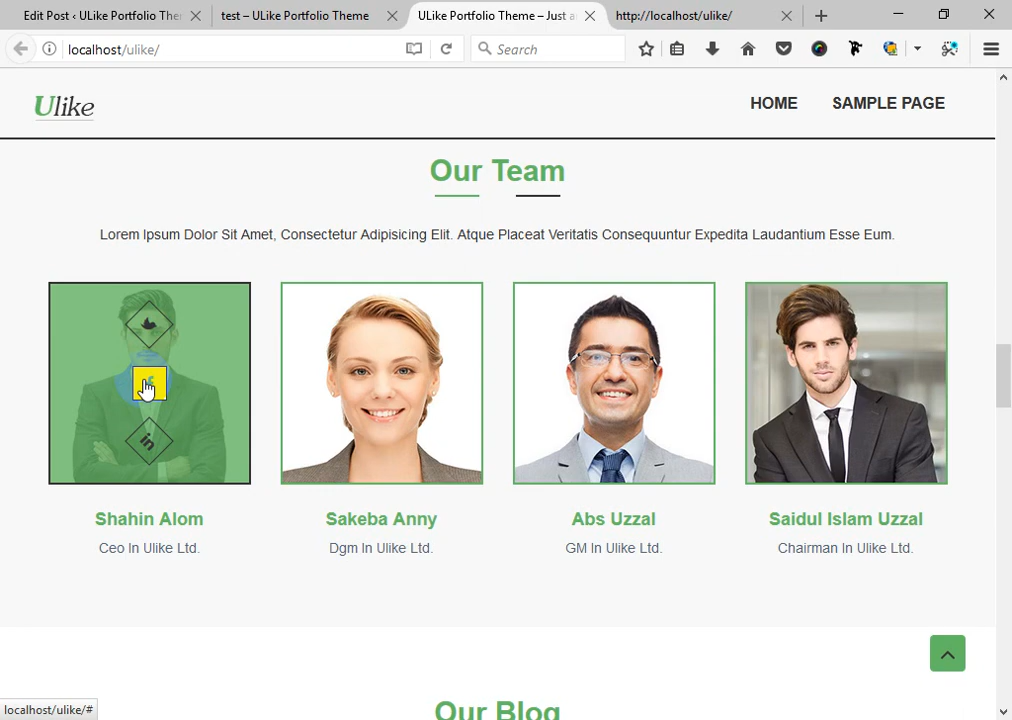 Edit Post ‹ ULike Portfolio Ther
test – ULike Portfolio Theme
ULike Portfolio Theme – Just a
http://localhost/ulike/
localhost/ulike/
Search
Ulike
HOME
SAMPLE PAGE
Our Team
Lorem Ipsum Dolor Sit Amet, Consectetur Adipisicing Elit. Atque Placeat Veritatis Consequuntur Expedita Laudantium Esse Eum.
in
Shahin Alom
Sakeba Anny
Abs Uzzal
Saidul Islam Uzzal
Ceo In Ulike Ltd.
Dgm In Ulike Ltd.
GM In Ulike Ltd.
Chairman In Ulike Ltd.
Our Blog
localhost/ulike/#